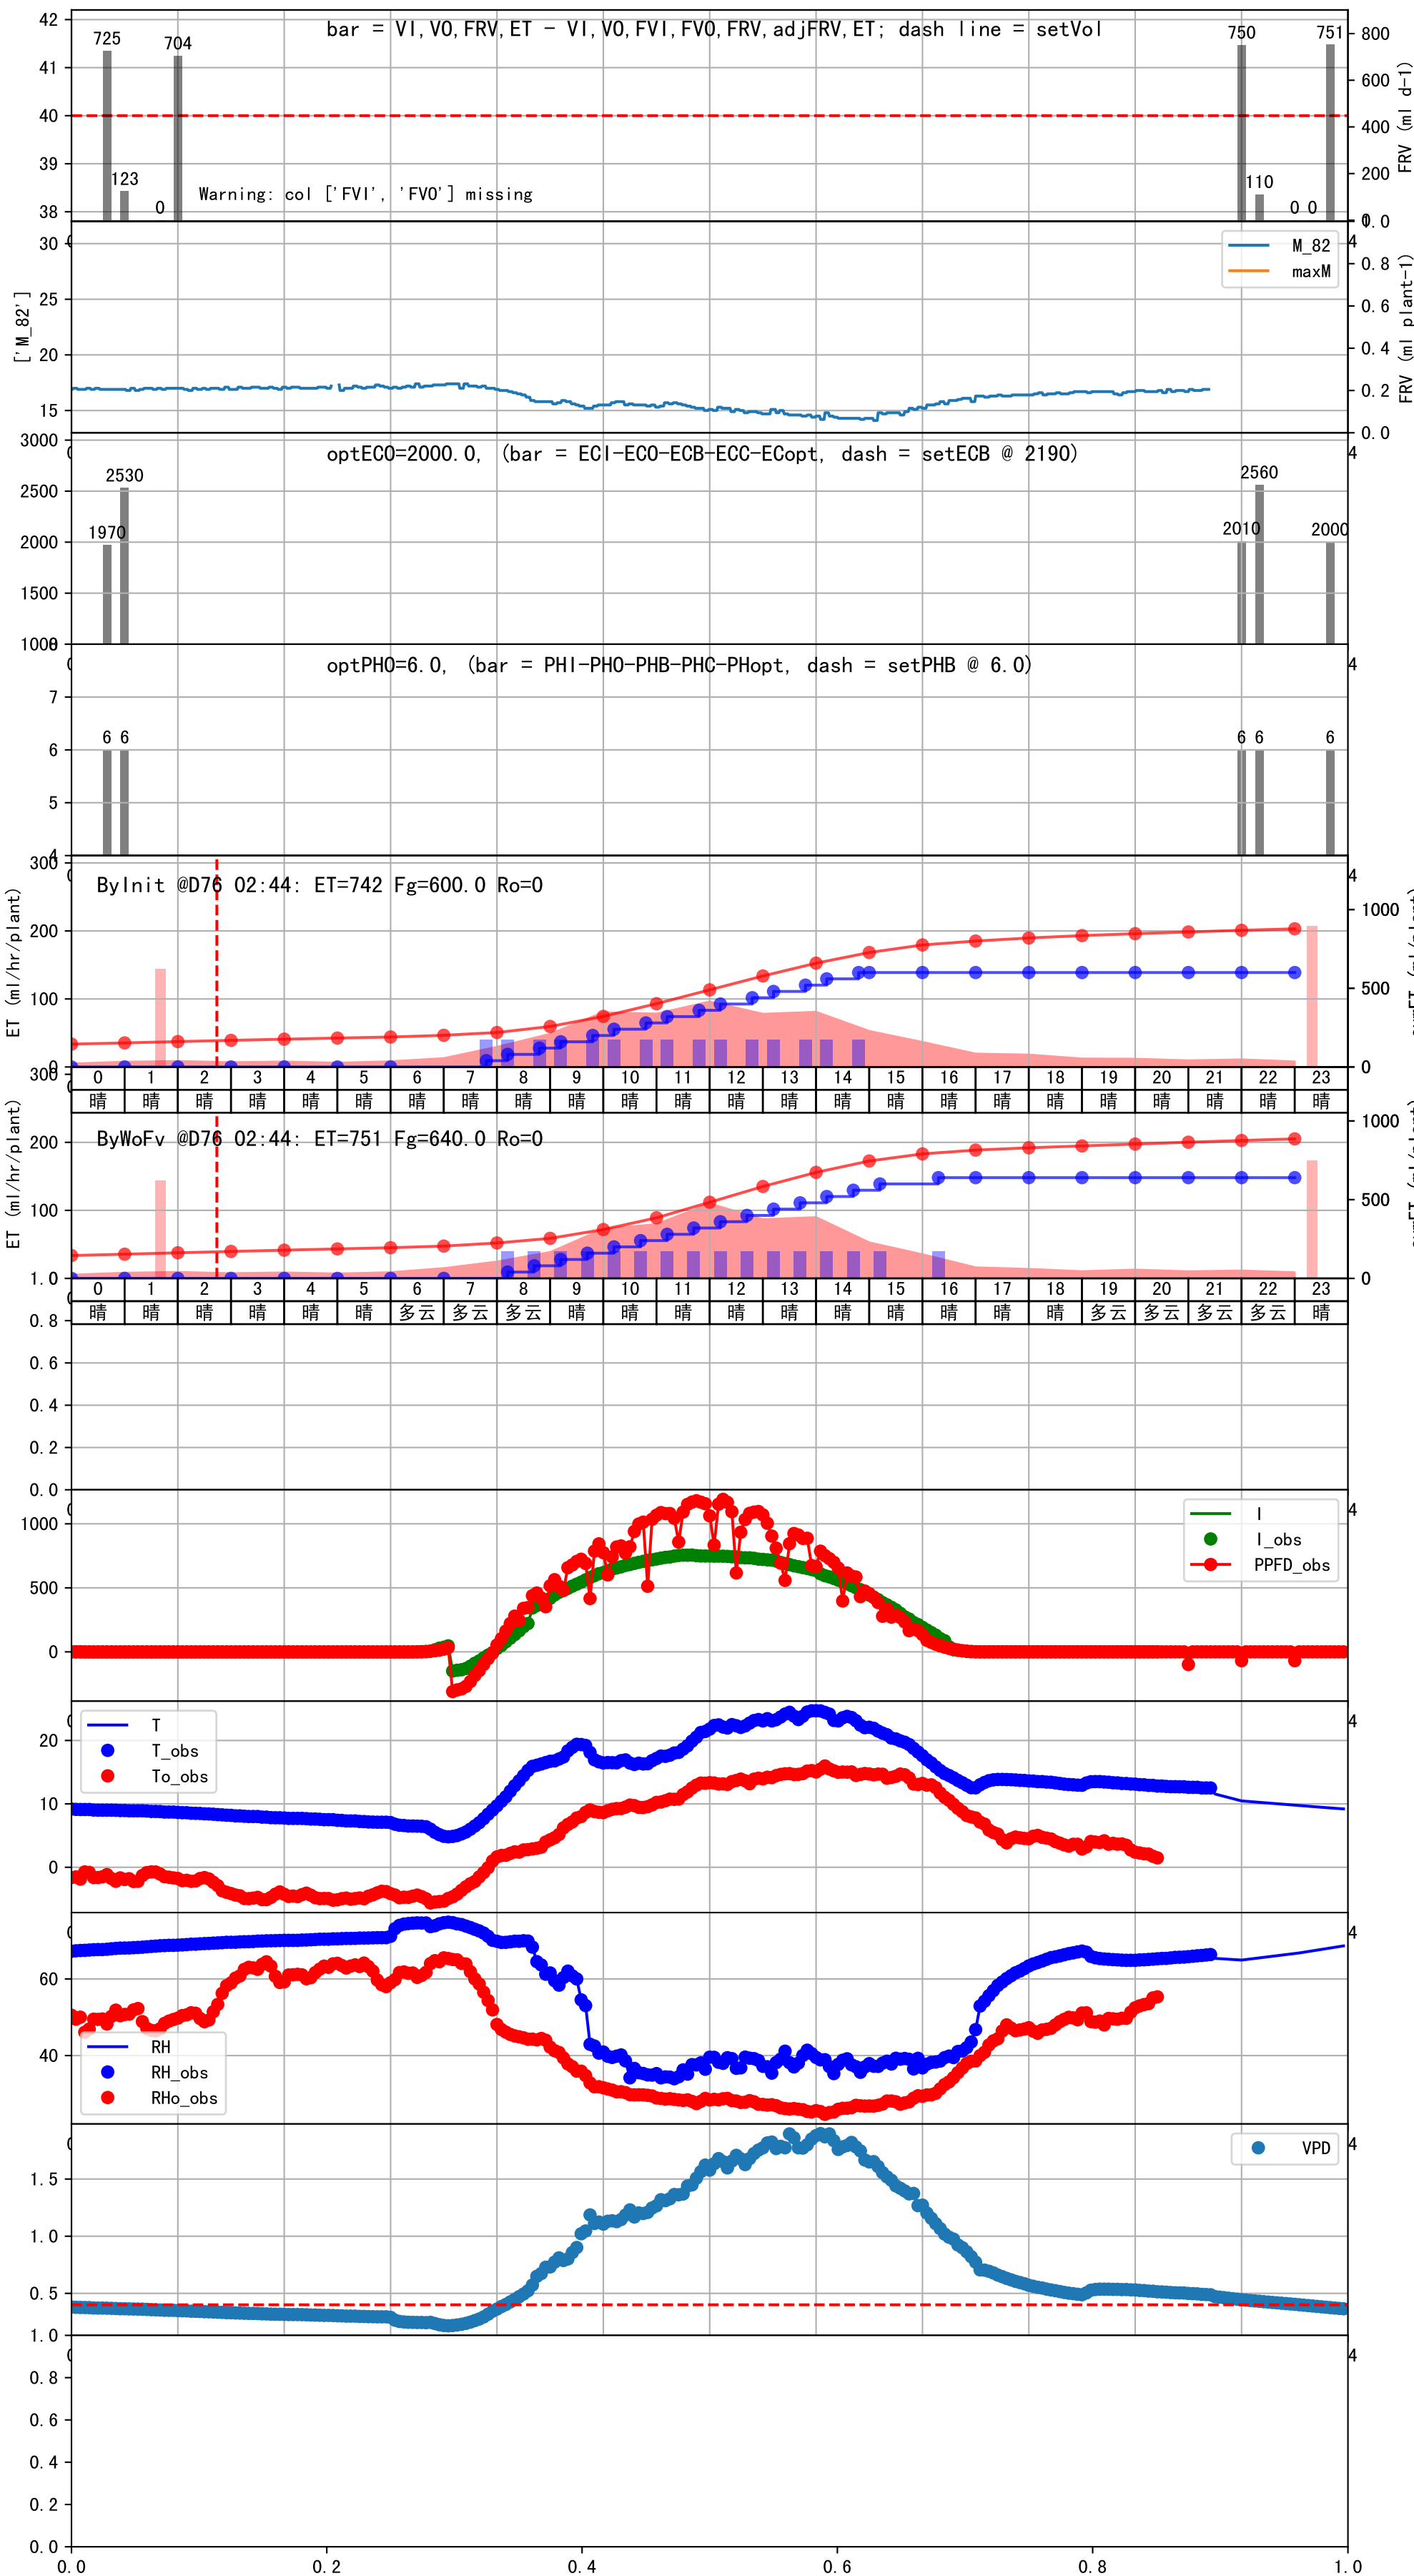 bar = VI,VO,FRV,ET - VI,VO,FVI,FVO,FRV,adjFRV,ET; dash line = setVol
42
41
40
39
38
725
123
0
704
750
110
0 0
751
Warning: col ['FVI', 'FVO'] missing
800
600
400
200
FRV (ml d-1)
30
25
20
15
['M_82']
M_82
maxM
1.0
0.8
0.6
0.4
0.2
0.0
FRV (ml plant-1)
optECO=2000.0, (bar = ECI-ECO-ECB-ECC-ECopt, dash = setECB @ 2190)
3000
2500
2000
1500
1000
1970
2530
2010
2560
2000
optPHO=6.0, (bar = PHI-PHO-PHB-PHC-PHopt, dash = setPHB @ 6.0)
7
6
5
4
6 6
6 6
6
ByInit @D76 02:44: ET=742 Fg=600.0 Ro=0
300
200
100
0
ET (ml/hr/plant)
1000
500
0
0 1 2 3 4 5 6 7 8 9 10 11 12 13 14 15 16 17 18 19 20 21 22 23
晴 晴 晴 晴 晴 晴 晴 晴 晴 晴 晴 晴 晴 晴 晴 晴 晴 晴 晴 晴 晴 晴 晴 晴
ByWoFv @D76 02:44: ET=751 Fg=640.0 Ro=0
300
200
100
ET (ml/hr/plant)
1000
500
0
0 1 2 3 4 5 6 7 8 9 10 11 12 13 14 15 16 17 18 19 20 21 22 23
晴 晴 晴 晴 晴 晴 多云 多云 多云 晴 晴 晴 晴 晴 晴 晴 晴 晴 晴 多云 多云 多云 多云 晴
1.0
0.8
0.6
0.4
0.2
0.0
1000
500
0
I
I_obs
PPFD_obs
20
10
0
T
T_obs
To_obs
60
40
RH
RH_obs
RHo_obs
1.5
1.0
0.5
VPD
1.0
0.8
0.6
0.4
0.2
0.0
0.0 0.2 0.4 0.6 0.8 1.0